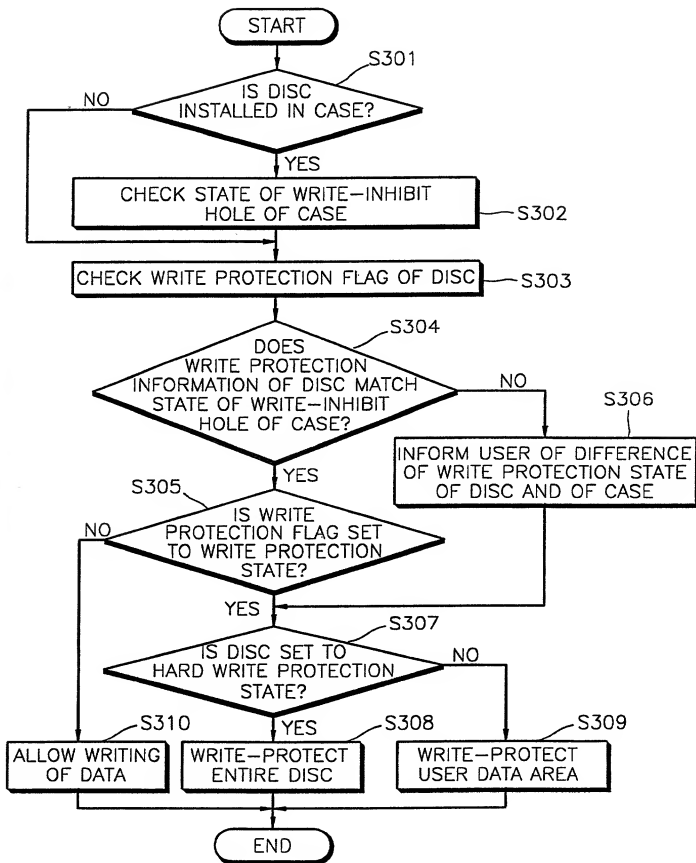 START
S301
IS DISC
INSTALLED IN CASE?
NO
YES
CHECK STATE OF WRITE-INHIBIT
HOLE OF CASE
S302
CHECK WRITE PROTECTION FLAG OF DISC
S303
S304
DOES
WRITE PROTECTION
INFORMATION OF DISC MATCH
STATE OF WRITE-INHIBIT
HOLE OF CASE?
NO
YES
S306
INFORM USER OF DIFFERENCE
OF WRITE PROTECTION STATE
OF DISC AND OF CASE
S305
IS WRITE
PROTECTION FLAG SET
TO WRITE PROTECTION
STATE?
NO
YES
S307
IS DISC SET TO
HARD WRITE PROTECTION
STATE?
NO
YES
S310
ALLOW WRITING
OF DATA
S308
WRITE-PROTECT
ENTIRE DISC
S309
WRITE-PROTECT
USER DATA AREA
END